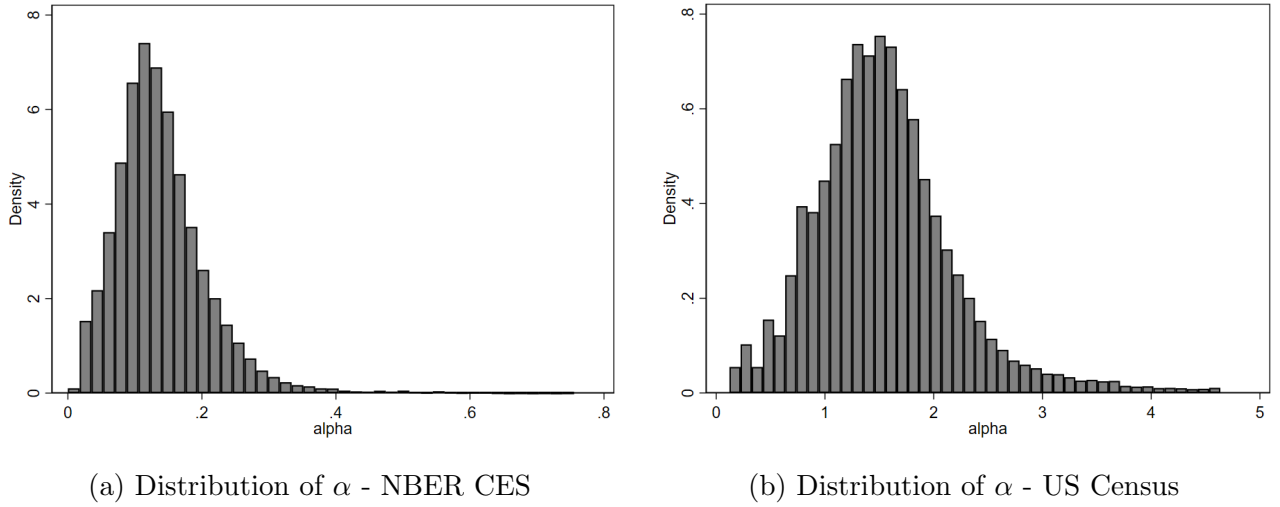 8
6
4
2
0
Density
0 .2 .4 .6 .8
alpha
(a) Distribution of α - NBER CES
.8
.6
.4
.2
0
Density
0 1 2 3 4 5
alpha
(b) Distribution of α - US Census